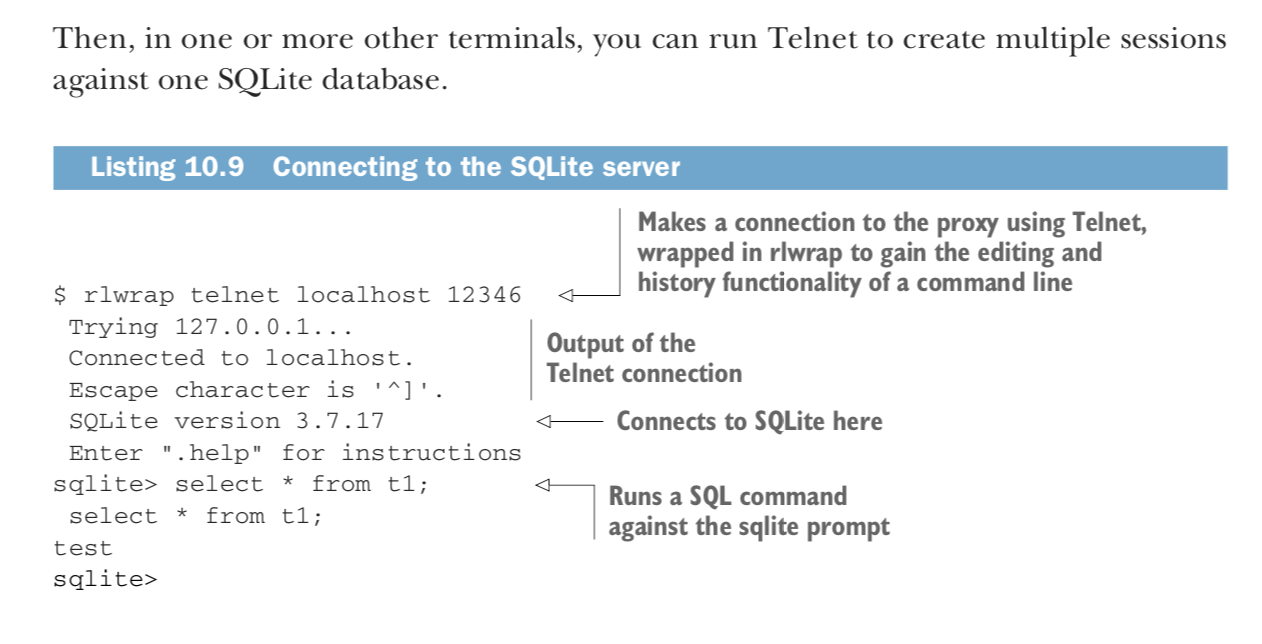 Then, in one or more other terminals, you can run Telnet to create multiple sessions
against one SQLite database.
Listing 10.9 Connecting to the SQLite server
Makes a connection to the proxy using Telnet,
wrapped in rlwrap to gain the editing and
history functionality of a command line
$ rlwrap telnet localhost 12346
Trying 127.0.0.1...
Connected to localhost.
Escape character is '^]'.
Output of the
Telnet connection
SQLite version 3.7.17
Connects to SQLite here
Enter ".help" for instructions
sqlite> select * from t1;
select * from t1;
Runs a SQL command
against the sqlite prompt
test
sqlite>